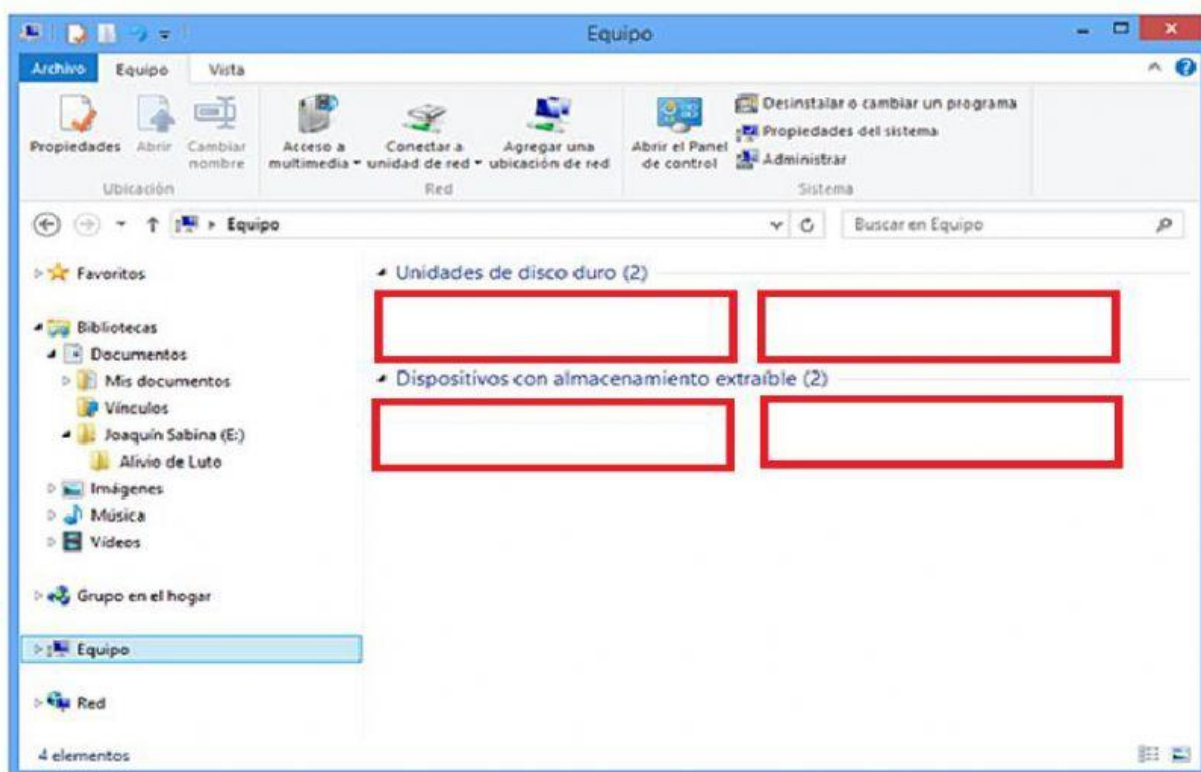 Equipo
Archivo Equipo Vista
Propiedades Abrir Cambiar nombre
Acceso a multimedia Conectar a unidad de red Agregar una ubicación de red
Abrir el Panel de control
Desinstalar o cambiar un programa
Propiedades del sistema
Administrar
Ubicación Red Sistema
Equipo Buscar en Equipo
Favoritos
Bibliotecas
Documentos
Mis documentos
Vínculos
Joaquín Sabina (E:)
Alivio de Luto
Imágenes
Música
Vídeos
Grupo en el hogar
Equipo
Red
Unidades de disco duro (2)
Dispositivos con almacenamiento extraíble (2)
4 elementos